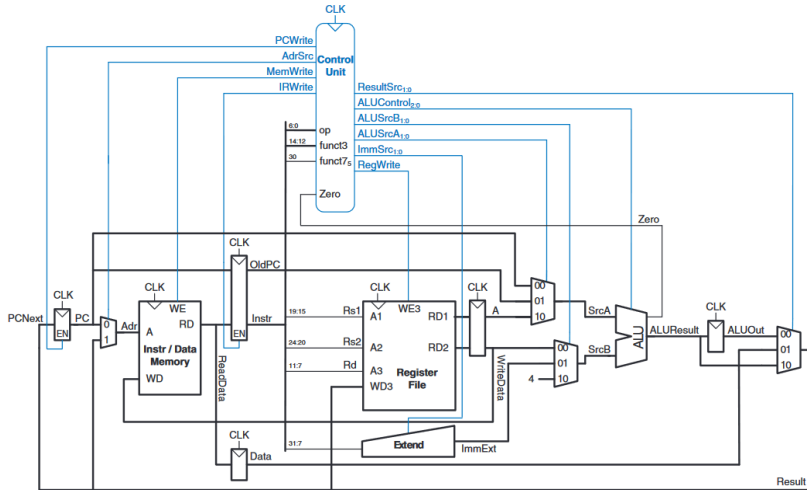 CLK
PCWrite
AdrSrc
MemWrite
IRWrite
Control
Unit
ResultSrc1:0
ALUControl2:0
ALUSrcB1:0
ALUSrcA1:0
ImmSrc1:0
RegWrite
6:0
op
14:12
funct3
30
funct75
Zero
Zero
CLK
OldPC
CLK
PCNext
EN
PC
0
1
Adr
CLK
WE
A
RD
Instr / Data
Memory
WD
ReadData
EN
Instr
19:15
Rs1
24:20
Rs2
11:7
Rd
31:7
CLK
WE3
A1
RD1
A2
RD2
A3
WD3
Register
File
Extend
ImmExt
CLK
A
WriteData
00
01
10
SrcA
00
01
10
4
SrcB
ALU
ALUResult
CLK
ALUOut
00
01
10
CLK
Data
Result